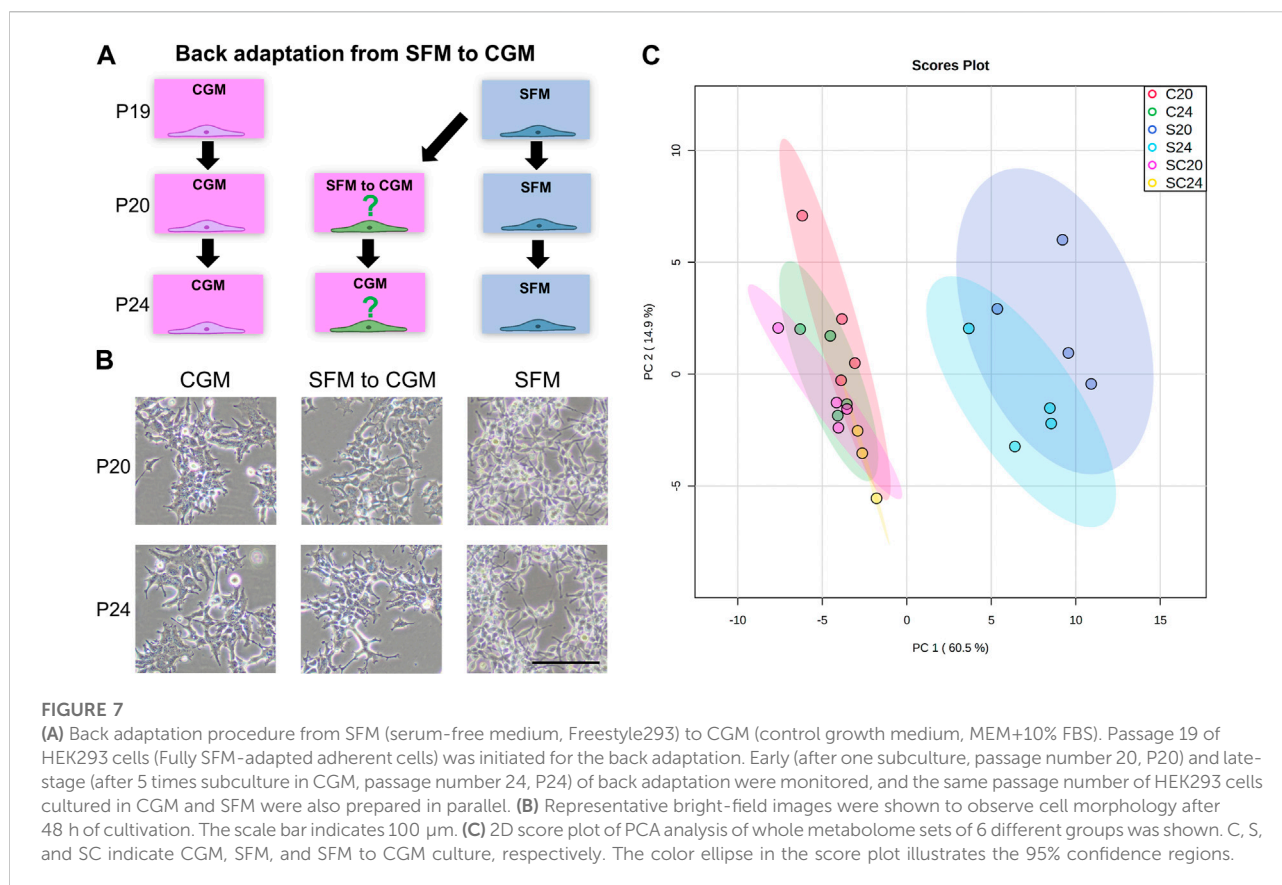 A Back adaptation from SFM to CGM
P19
CGM
SFM
P20
CGM
SFM to CGM
?
SFM
P24
CGM
CGM
?
SFM
B
CGM
SFM to CGM
SFM
P20
P24
C
Scores Plot
C20
C24
S20
S24
SC20
SC24
PC 2 ( 14.9 %)
10
5
0
-5
-10
-5
0
5
10
15
PC 1 ( 60.5 %)
FIGURE 7
(A) Back adaptation procedure from SFM (serum-free medium, Freestyle293) to CGM (control growth medium, MEM+10% FBS). Passage 19 of
HEK293 cells (Fully SFM-adapted adherent cells) was initiated for the back adaptation. Early (after one subculture, passage number 20, P20) and late-
stage (after 5 times subculture in CGM, passage number 24, P24) of back adaptation were monitored, and the same passage number of HEK293 cells
cultured in CGM and SFM were also prepared in parallel. (B) Representative bright-field images were shown to observe cell morphology after
48 h of cultivation. The scale bar indicates 100 μm. (C) 2D score plot of PCA analysis of whole metabolome sets of 6 different groups was shown. C, S,
and SC indicate CGM, SFM, and SFM to CGM culture, respectively. The color ellipse in the score plot illustrates the 95% confidence regions.